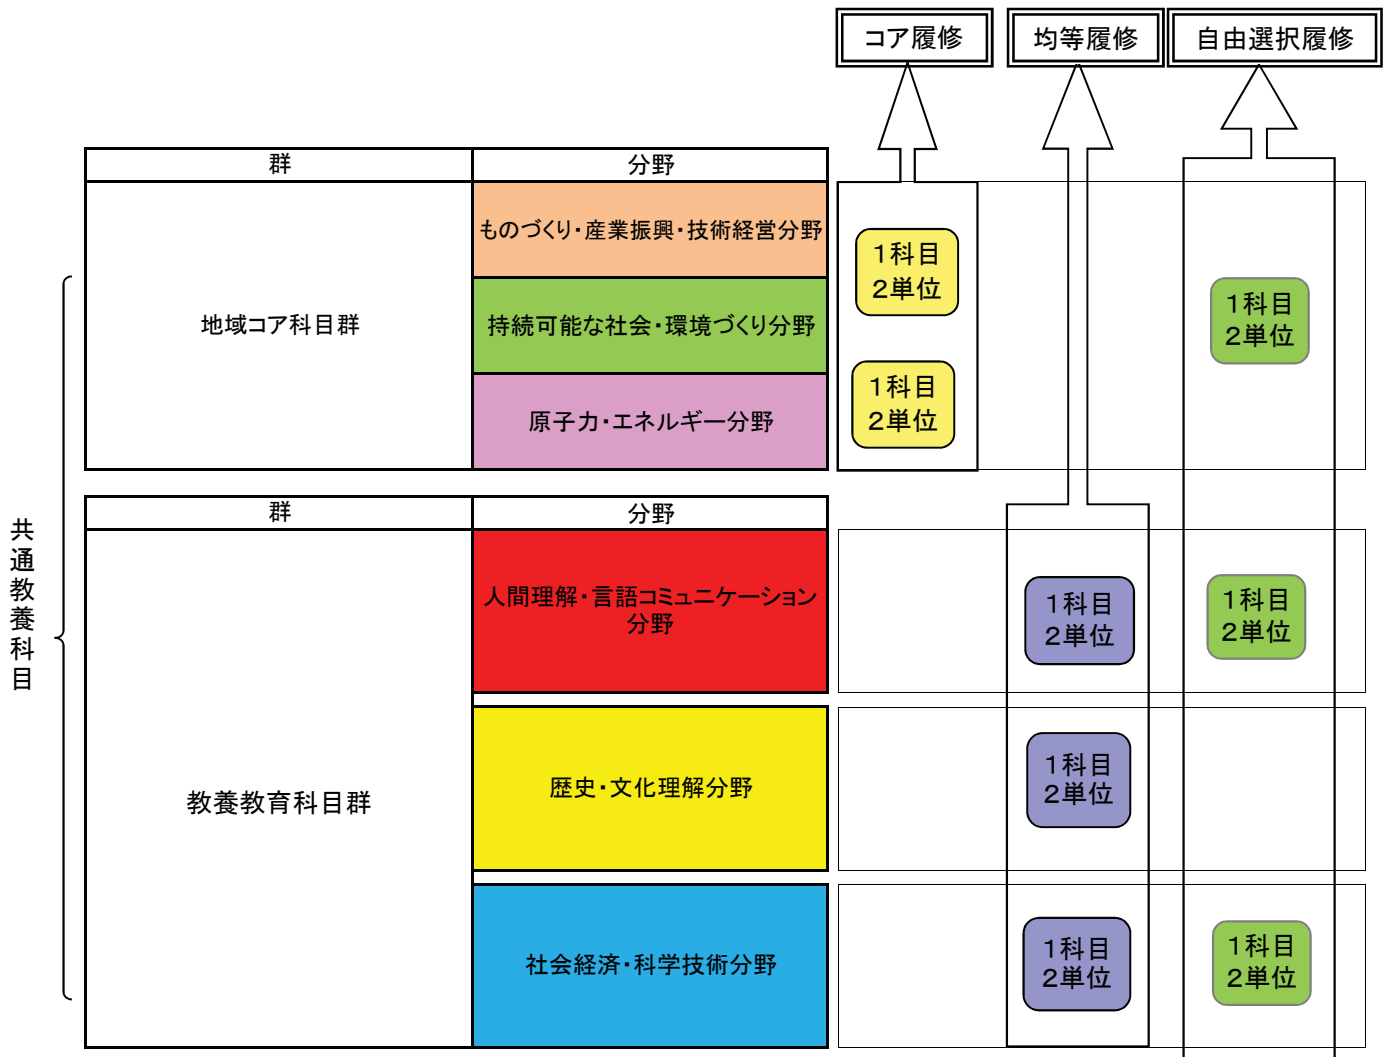 コア履修
均等履修
自由選択履修
群
分野
地域コア科目群
ものづくり・産業振興・技術経営分野
持続可能な社会・環境づくり分野
原子力・エネルギー分野
1科目
2単位
1科目
2単位
1科目
2単位
共通教養科目
群
分野
教養教育科目群
人間理解・言語コミュニケーション
分野
1科目
2単位
1科目
2単位
歴史・文化理解分野
1科目
2単位
社会経済・科学技術分野
1科目
2単位
1科目
2単位